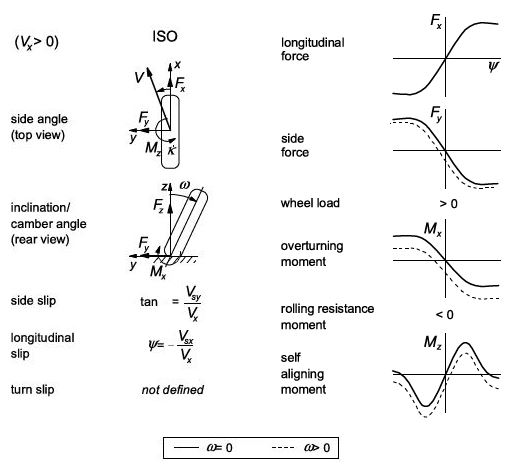 (Vx > 0)
ISO
V
x
Fx
side angle
(top view)
Fy
y
Mz
κ
inclination/
camber angle
(rear view)
z
ω
Fz
Fy
y
Mx
side slip
tan = Vsy
Vx
longitudinal
slip
ψ= - Vsx
Vx
turn slip
not defined
longitudinal
force
Fx
ψ
side
force
Fy
wheel load
> 0
overturning
moment
Mx
rolling resistance
moment
< 0
self
aligning
moment
Mz
ω= 0
ω> 0